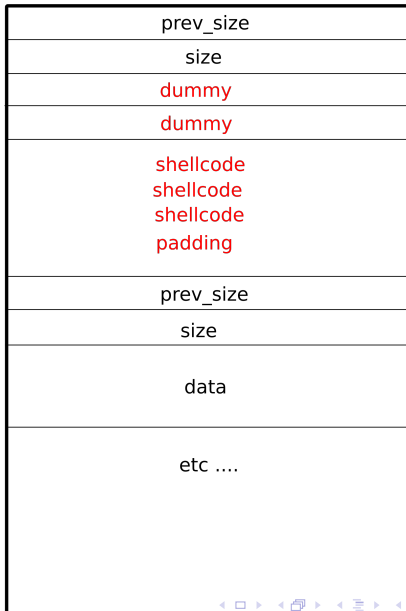 prev_size
size
dummy
dummy
shellcode
shellcode
shellcode
padding
prev_size
size
data
etc ....